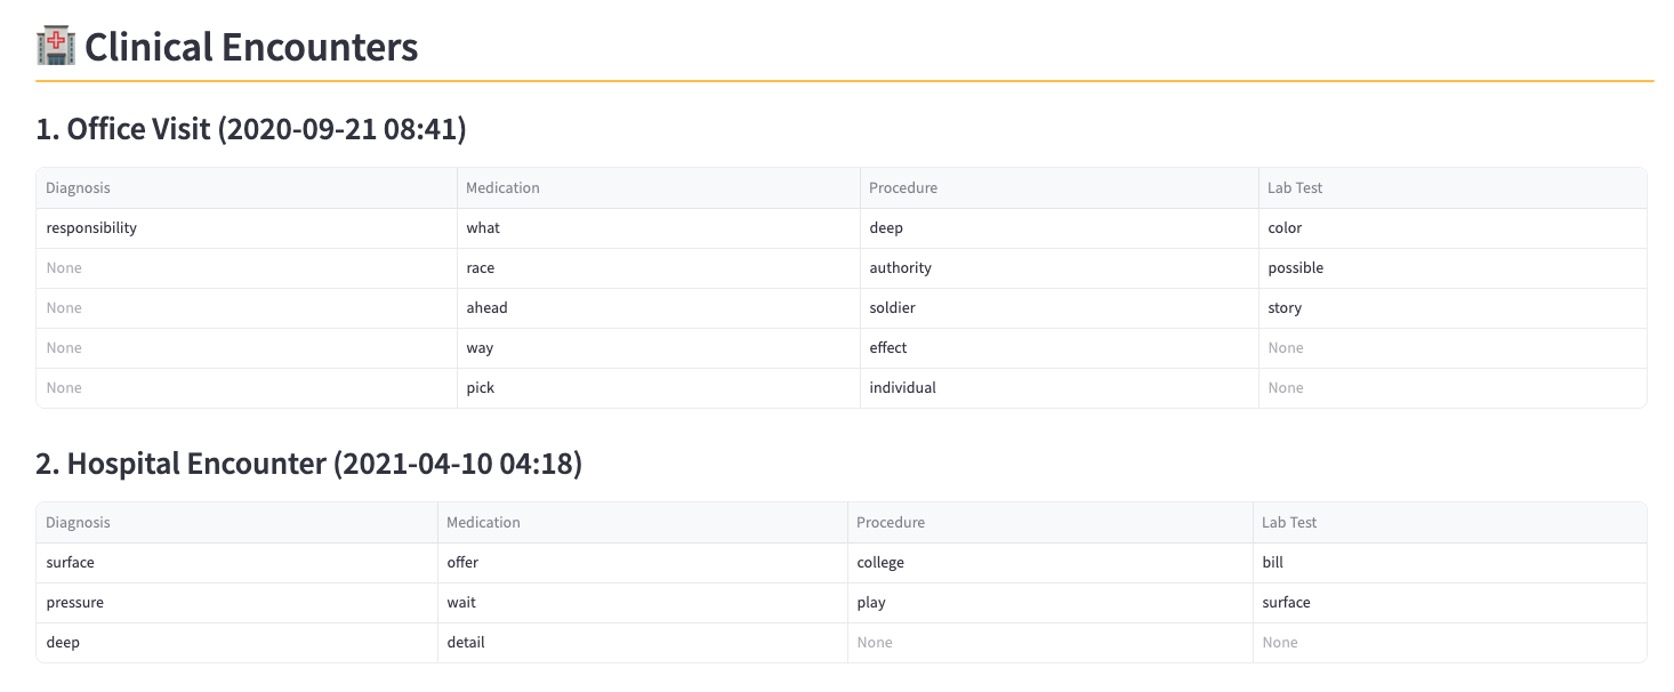 Clinical Encounters
1. Office Visit (2020-09-21 08:41)
Diagnosis Medication Procedure Lab Test
responsibility what deep color
None race authority possible
None ahead soldier story
None way effect None
None pick individual None
2. Hospital Encounter (2021-04-10 04:18)
Diagnosis Medication Procedure Lab Test
surface offer college bill
pressure wait play surface
deep detail None None